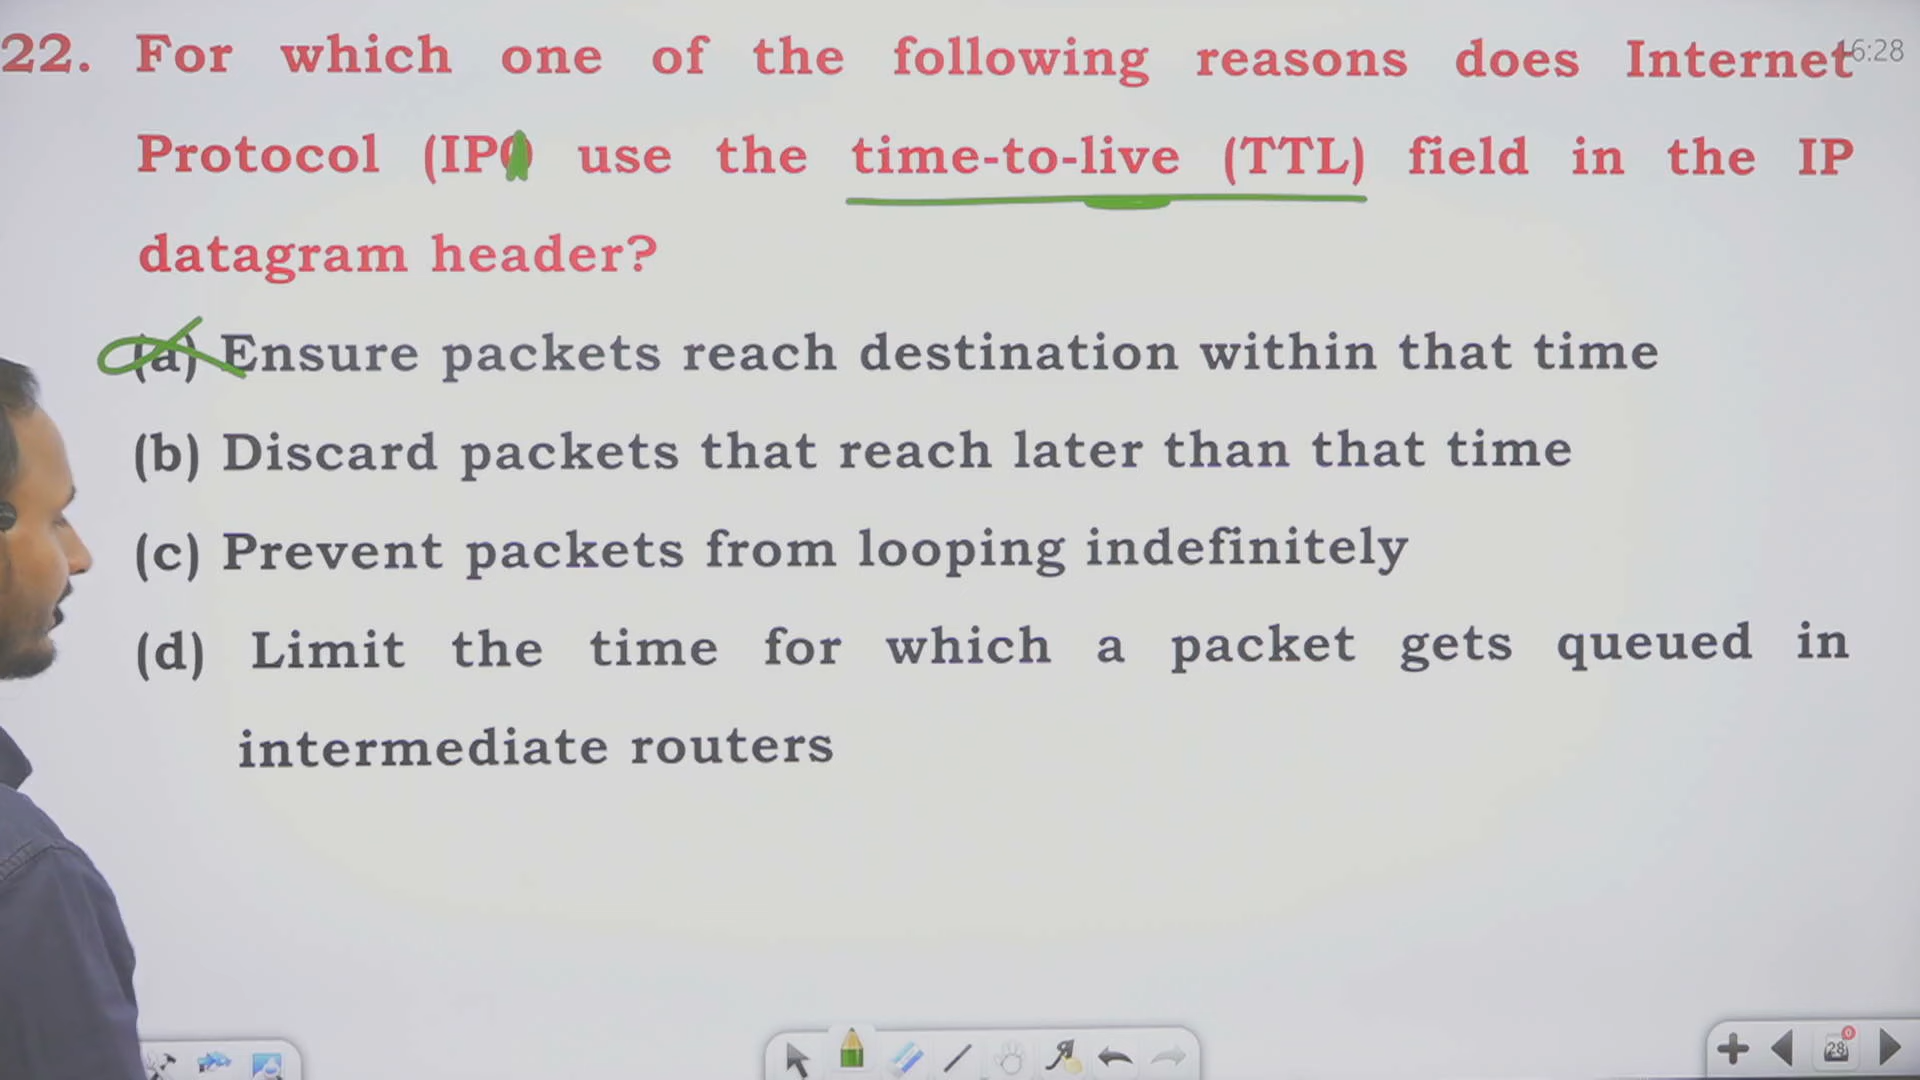 22. For which one of the following reasons does Internet
16:28
Protocol (IP) use the time-to-live (TTL) field in the IP
datagram header?
(a) Ensure packets reach destination within that time
(b) Discard packets that reach later than that time
(c) Prevent packets from looping indefinitely
(d) Limit the time for which a packet gets queued in
intermediate routers
28